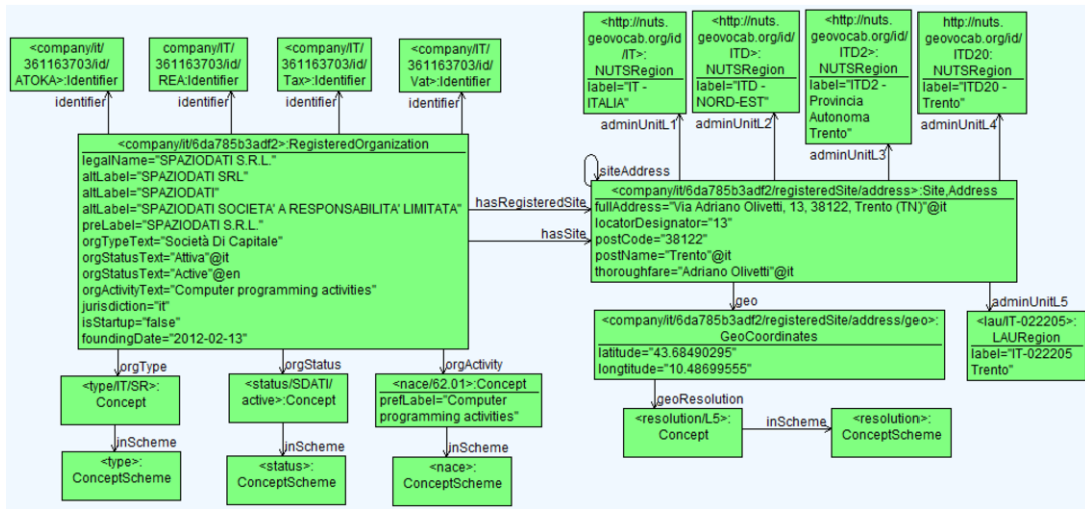 <company/it/
361163703/id/
ATOKA>:Identifier
company/IT/
361163703/id/
REA:Identifier
<company/IT/
361163703/id/
Tax>:Identifier
<company/IT/
361163703/id/
Vat>:Identifier
identifier
identifier
identifier
identifier
<http://nuts.
geovocab.org/id
/IT>:
NUTSRegion
label="IT -
ITALIA"
<http://nuts.
geovocab.org/id/
ITD>:
NUTSRegion
label="ITD -
NORD-EST"
<http://nuts.
geovocab.org/id/
ITD2>:
NUTSRegion
label="ITD2 -
Provincia
Autonoma
Trento"
http://nuts.
geovocab.org/id/
ITD20:
NUTSRegion
label="ITD20 -
Trento"
adminUnitL1
adminUnitL2
adminUnitL3
adminUnitL4
<company/it/6da785b3adf2>:RegisteredOrganization
legalName="SPAZIODATI S.R.L."
altLabel="SPAZIODATI SRL"
altLabel="SPAZIODATI"
altLabel="SPAZIODATI SOCIETA' A RESPONSABILITA' LIMITATA"
preLabel="SPAZIODATI S.R.L."
orgTypeText="Società Di Capitale"
orgStatusText="Attiva"@it
orgStatusText="Active"@en
orgActivityText="Computer programming activities"
jurisdiction="it"
isStartup="false"
foundingDate="2012-02-13"
hasRegisteredSite
hasSite
siteAddress
<company/it/6da785b3adf2/registeredSite/address>:Site,Address
fullAddress="Via Adriano Olivetti, 13, 38122, Trento (TN)"@it
locatorDesignator="13"
postCode="38122"
postName="Trento"@it
thoroughfare="Adriano Olivetti"@it
geo
adminUnitL5
<company/it/6da785b3adf2/registeredSite/address/geo>:
GeoCoordinates
latitude="43.68490295"
longtitude="10.48699555"
<lau/IT-022205>:
LAURegion
label="IT-022205
Trento"
orgType
orgStatus
orgActivity
<type/IT/SR>:
Concept
<status/SDATI/
active>:Concept
<nace/62.01>:Concept
prefLabel="Computer
programming activities"
geoResolution
<resolution/L5>:
Concept
inScheme
<resolution>:
ConceptScheme
inScheme
inScheme
inScheme
<type>:
ConceptScheme
<status>:
ConceptScheme
<nace>:
ConceptScheme